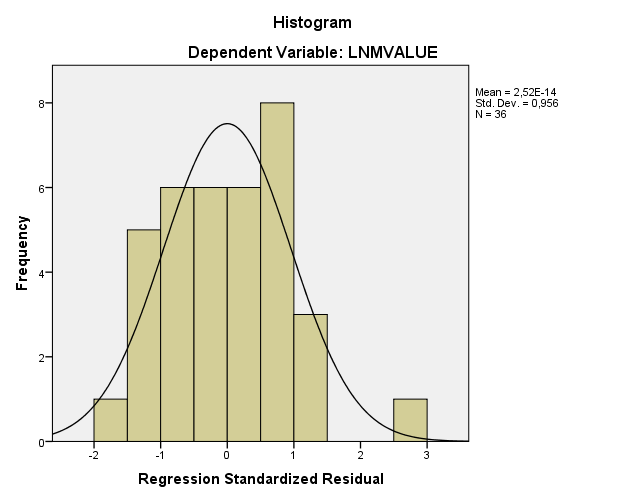 Histogram
Dependent Variable: LNMVALUE
Mean = 2,52E-14
Std. Dev. = 0,956
N = 36
Frequency
8
6
4
2
0
-2 -1 0 1 2 3
Regression Standardized Residual